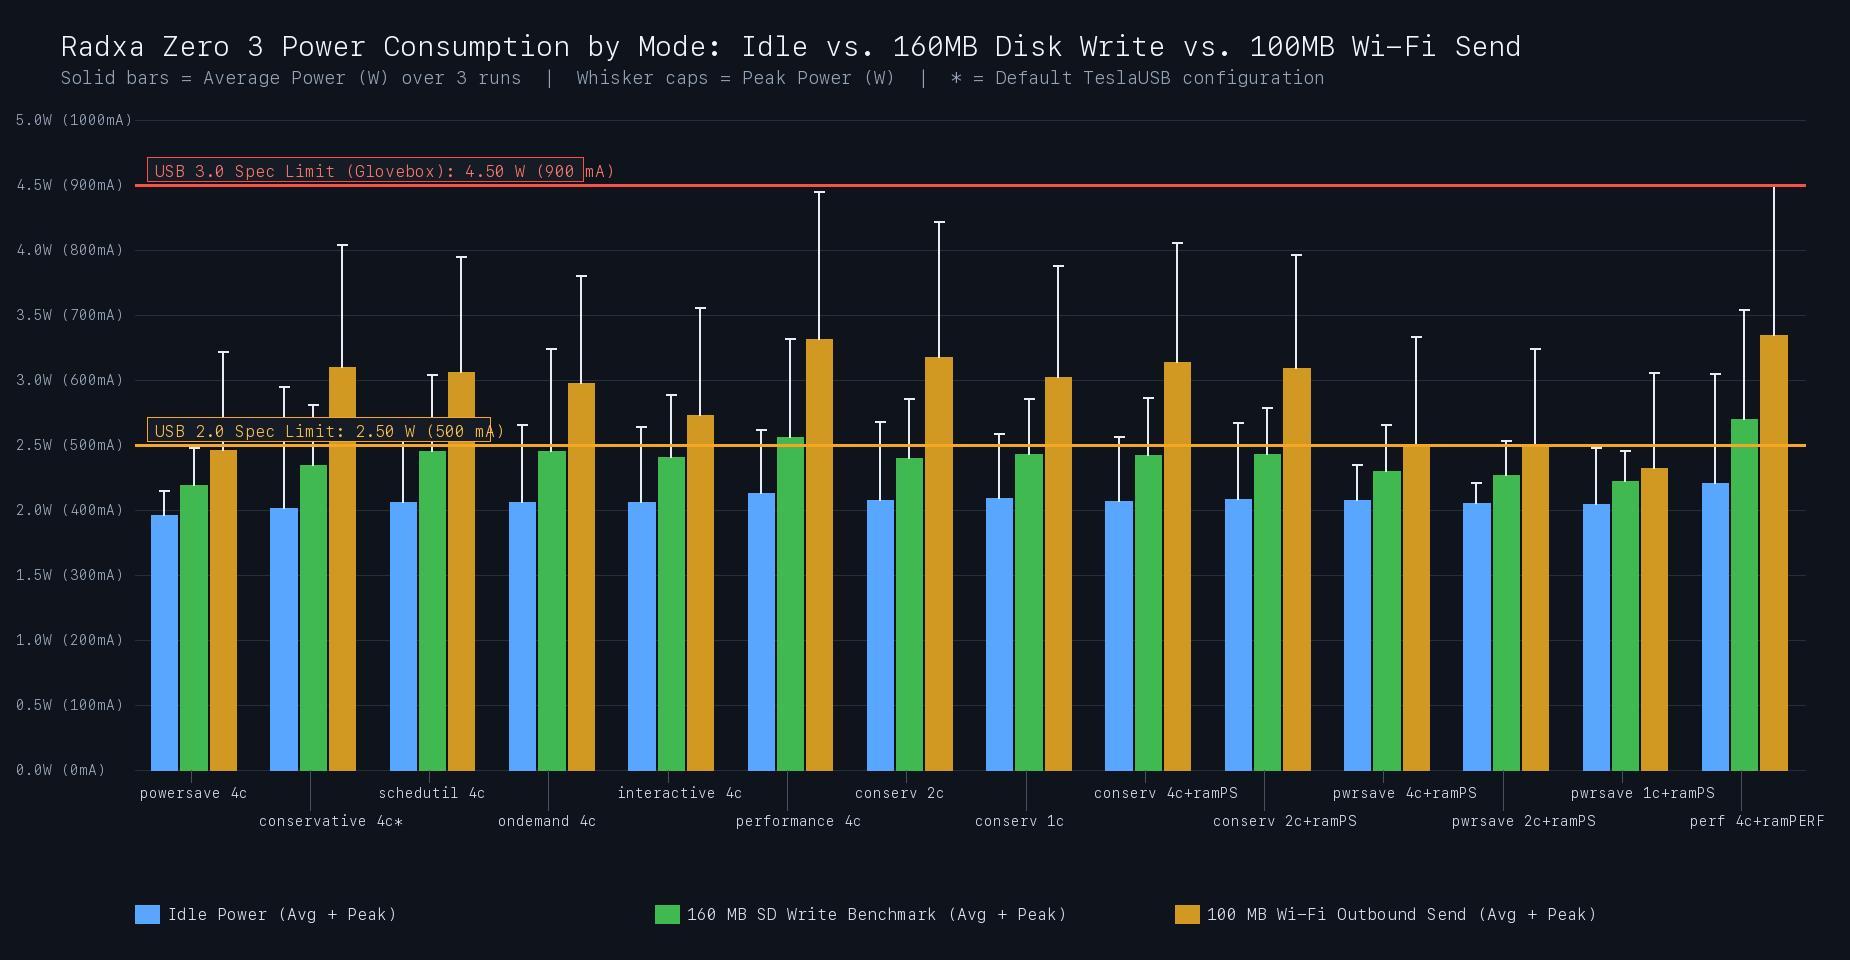 Radxa Zero 3 Power Consumption by Mode: Idle vs. 160MB Disk Write vs. 100MB Wi-Fi Send
Solid bars = Average Power (W) over 3 runs | Whisker caps = Peak Power (W) | * = Default TeslaUSB configuration
5.0W (1000mA)
USB 3.0 Spec Limit (Glovebox): 4.50 W (900 mA)
4.5W (900mA)
4.0W (800mA)
3.5W (700mA)
3.0W (600mA)
USB 2.0 Spec Limit: 2.50 W (500 mA)
2.5W (500mA)
2.0W (400mA)
1.5W (300mA)
1.0W (200mA)
0.5W (100mA)
0.0W (0mA)
powersave 4c
schedutil 4c
interactive 4c
conserv 2c
conserv 4c+ramPS
pwrsave 4c+ramPS
pwrsave 1c+ramPS
conservative 4c*
ondemand 4c
performance 4c
conserv 1c
conserv 2c+ramPS
pwrsave 2c+ramPS
perf 4c+ramPERF
Idle Power (Avg + Peak)
160 MB SD Write Benchmark (Avg + Peak)
100 MB Wi-Fi Outbound Send (Avg + Peak)